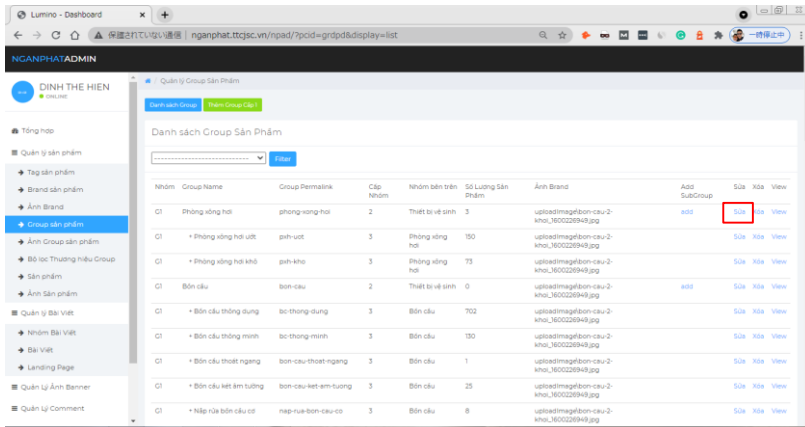 Lumino - Dashboard
保護されていない通信 | nganphat.ttcjsc.vn/npad/?pcid=grdpd&display=list
一時停止中
NGANPHATADMIN
DINH THE HIEN
ONLINE
Tổng hợp
Quản lý sản phẩm
Tag sản phẩm
Brand sản phẩm
Ảnh Brand
Group sản phẩm
Ảnh Group sản phẩm
Bộ lọc Thương hiệu Group
Sản phẩm
Ảnh Sản phẩm
Quản lý Bài Viết
Nhóm Bài Viết
Bài Viết
Landing Page
Quản Lý Ảnh Banner
Quản Lý Comment
Quản lý Group Sản Phẩm
Danh sách Group Thêm Group Cấp 1
Danh sách Group Sản Phẩm
---------------------------- Filter
Nhóm Group Name Group Permalink Cấp Nhóm Nhóm bên trên Số Lượng Sản Phẩm Ảnh Brand Add SubGroup Sửa Xóa View
G1 Phòng xông hơi phong-xong-hoi 2 Thiết bị vệ sinh 3 uploadImage\bon-cau-2-khoi_1600226949.jpg add Sửa Xóa View
G1 + Phòng xông hơi ướt pxh-uot 3 Phòng xông hơi 150 uploadImage\bon-cau-2-khoi_1600226949.jpg Sửa Xóa View
G1 + Phòng xông hơi khô pxh-kho 3 Phòng xông hơi 73 uploadImage\bon-cau-2-khoi_1600226949.jpg Sửa Xóa View
G1 Bồn cầu bon-cau 2 Thiết bị vệ sinh 0 uploadImage\bon-cau-2-khoi_1600226949.jpg add Sửa Xóa View
G1 + Bồn cầu thông dụng bc-thong-dung 3 Bồn cầu 702 uploadImage\bon-cau-2-khoi_1600226949.jpg Sửa Xóa View
G1 + Bồn cầu thông minh bc-thong-minh 3 Bồn cầu 130 uploadImage\bon-cau-2-khoi_1600226949.jpg Sửa Xóa View
G1 + Bồn cầu thoát ngang bon-cau-thoat-ngang 3 Bồn cầu 1 uploadImage\bon-cau-2-khoi_1600226949.jpg Sửa Xóa View
G1 + Bồn cầu két âm tường bon-cau-ket-am-tuong 3 Bồn cầu 25 uploadImage\bon-cau-2-khoi_1600226949.jpg Sửa Xóa View
G1 + Nắp rửa bồn cầu cơ nap-rua-bon-cau-co 3 Bồn cầu 8 uploadImage\bon-cau-2-khoi_1600226949.jpg Sửa Xóa View